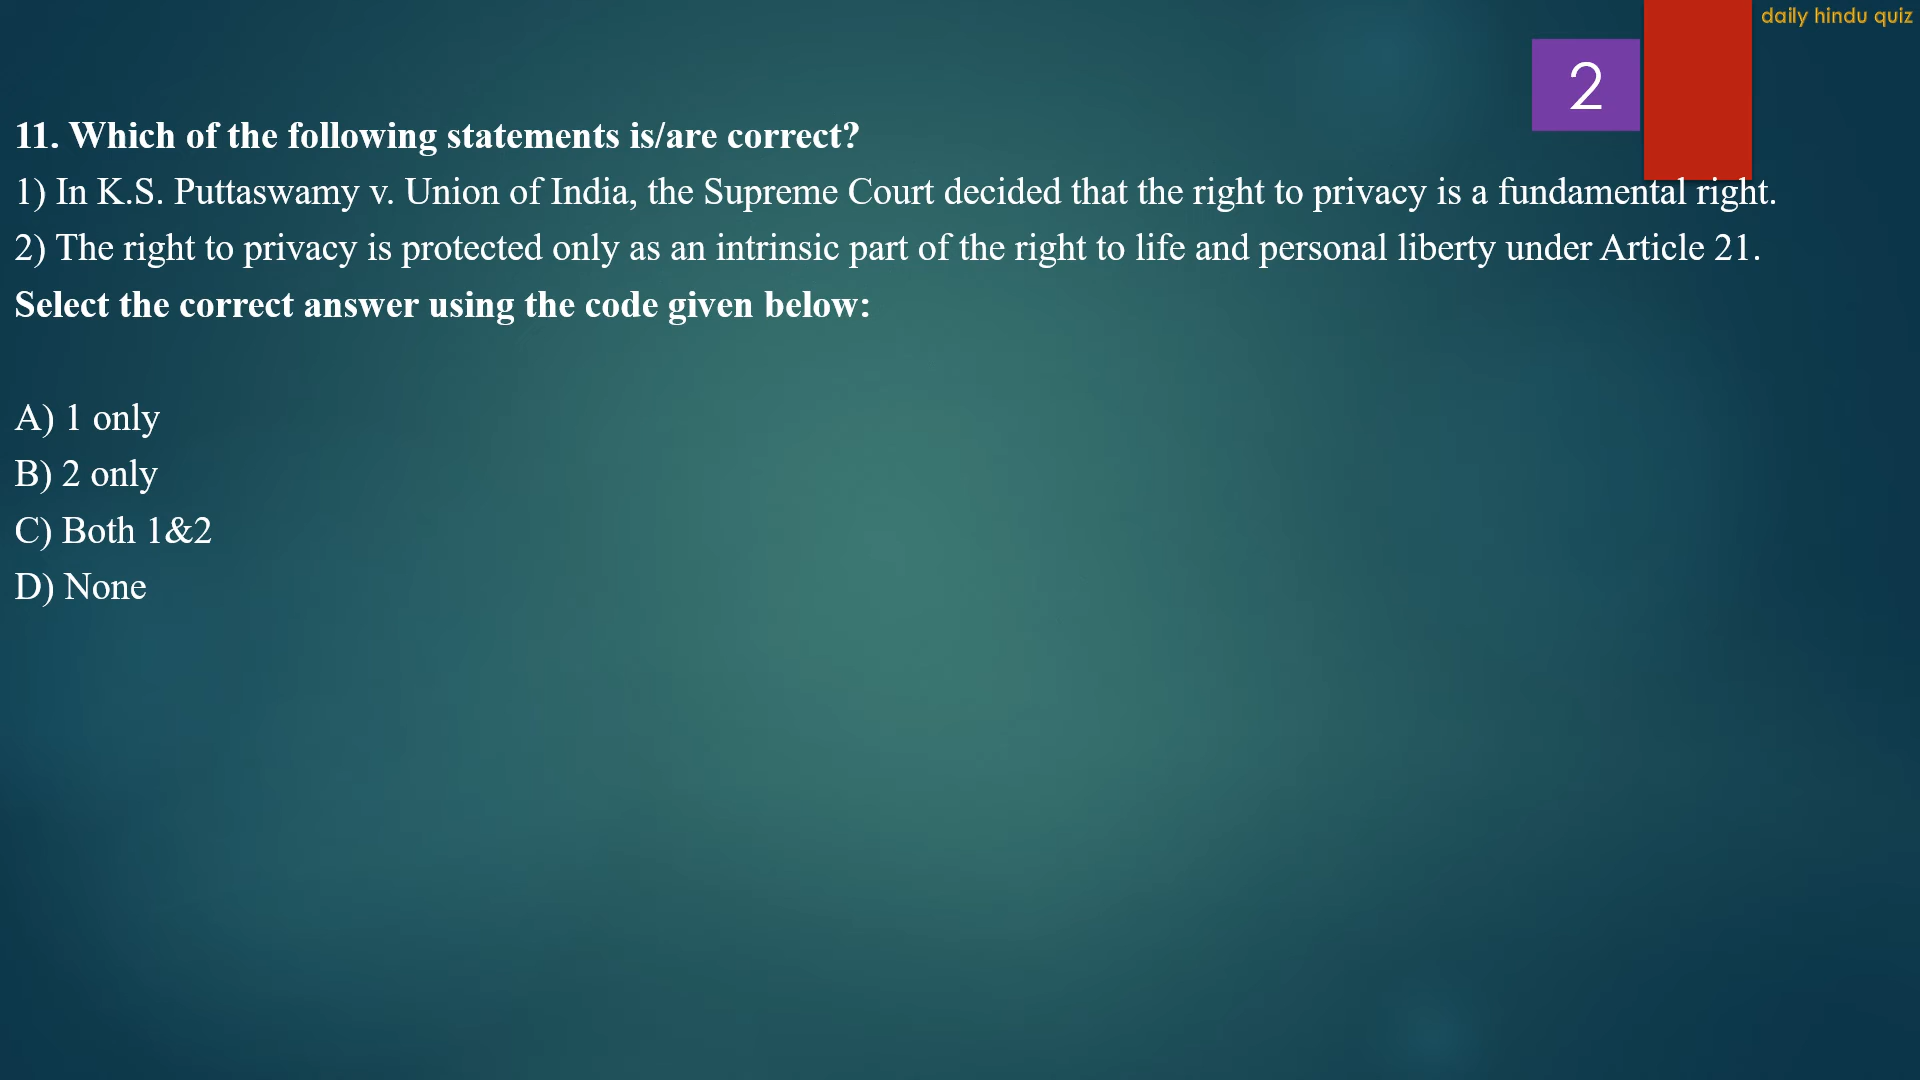 daily hindu quiz
2
11. Which of the following statements is/are correct?
1) In K.S. Puttaswamy v. Union of India, the Supreme Court decided that the right to privacy is a fundamental right.
2) The right to privacy is protected only as an intrinsic part of the right to life and personal liberty under Article 21.
Select the correct answer using the code given below:
A) 1 only
B) 2 only
C) Both 1&2
D) None